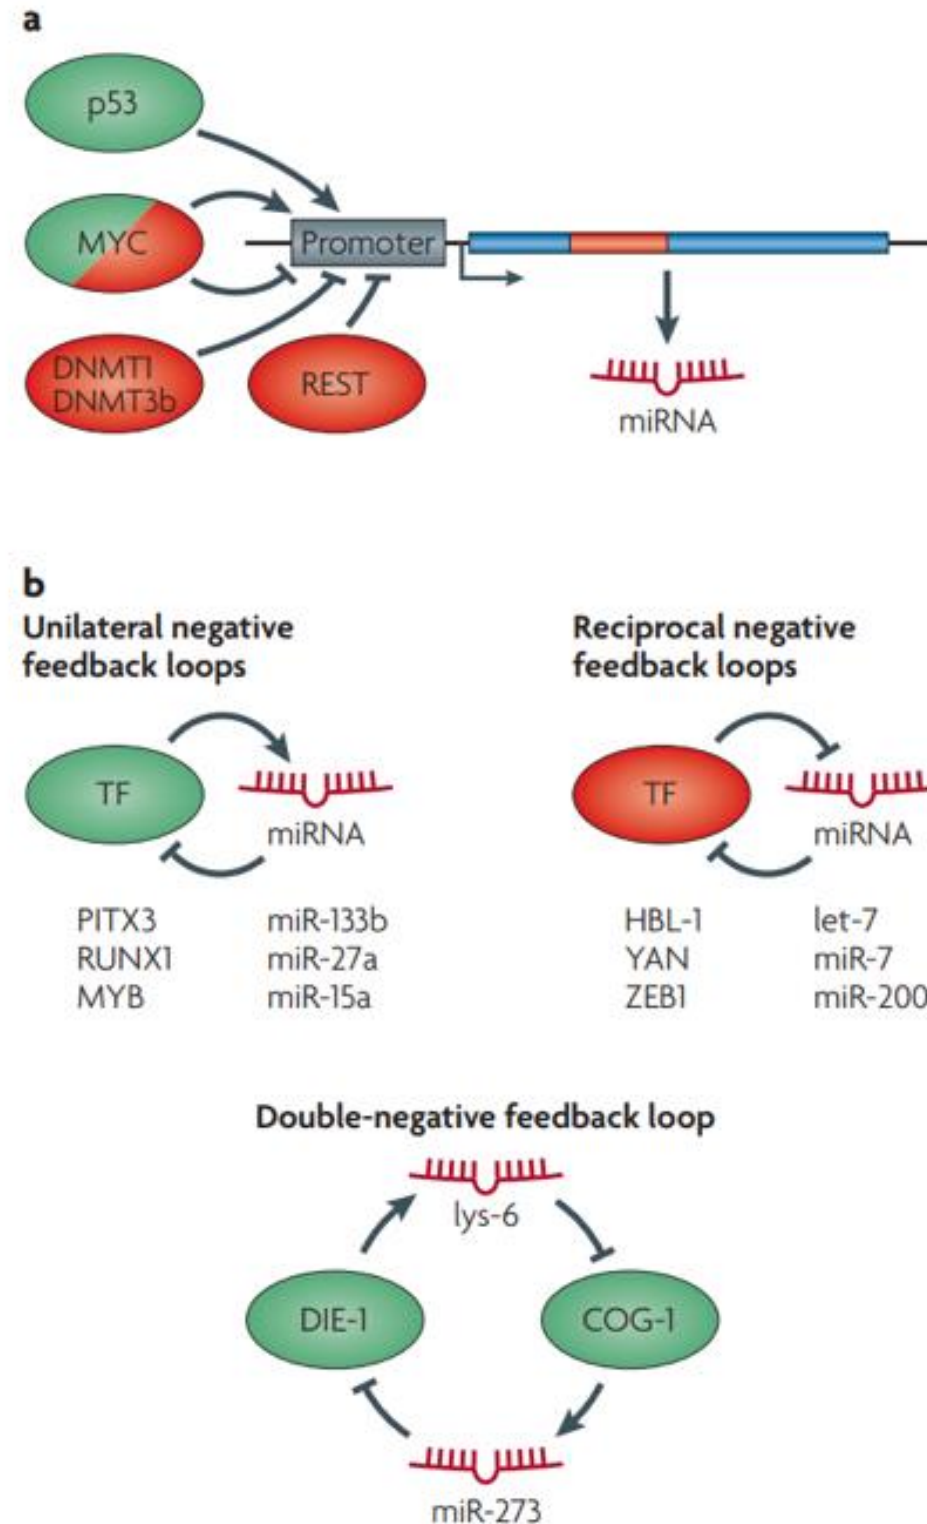 a
p53
MYC
Promoter
DNMT1
DNMT3b
REST
miRNA
b
Unilateral negative
feedback loops
TF
miRNA
PITX3 miR-133b
RUNX1 miR-27a
MYB miR-15a
Reciprocal negative
feedback loops
TF
miRNA
HBL-1 let-7
YAN miR-7
ZEB1 miR-200
Double-negative feedback loop
lys-6
DIE-1
COG-1
miR-273